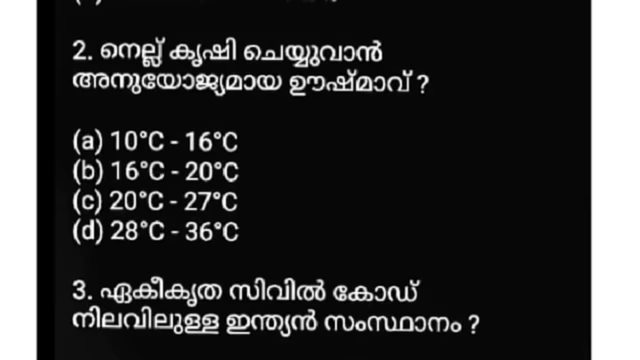 2. നെല്ല് കൃഷി ചെയ്യുവാൻ
അനുയോജ്യമായ ഊഷ്മാവ് ?
(a) 10°C - 16°C
(b) 16°C - 20°C
(c) 20°C - 27°C
(d) 28°C - 36°C
3. ഏകീകൃത സിവിൽ കോഡ്
നിലവിലുള്ള ഇന്ത്യൻ സംസ്ഥാനം ?